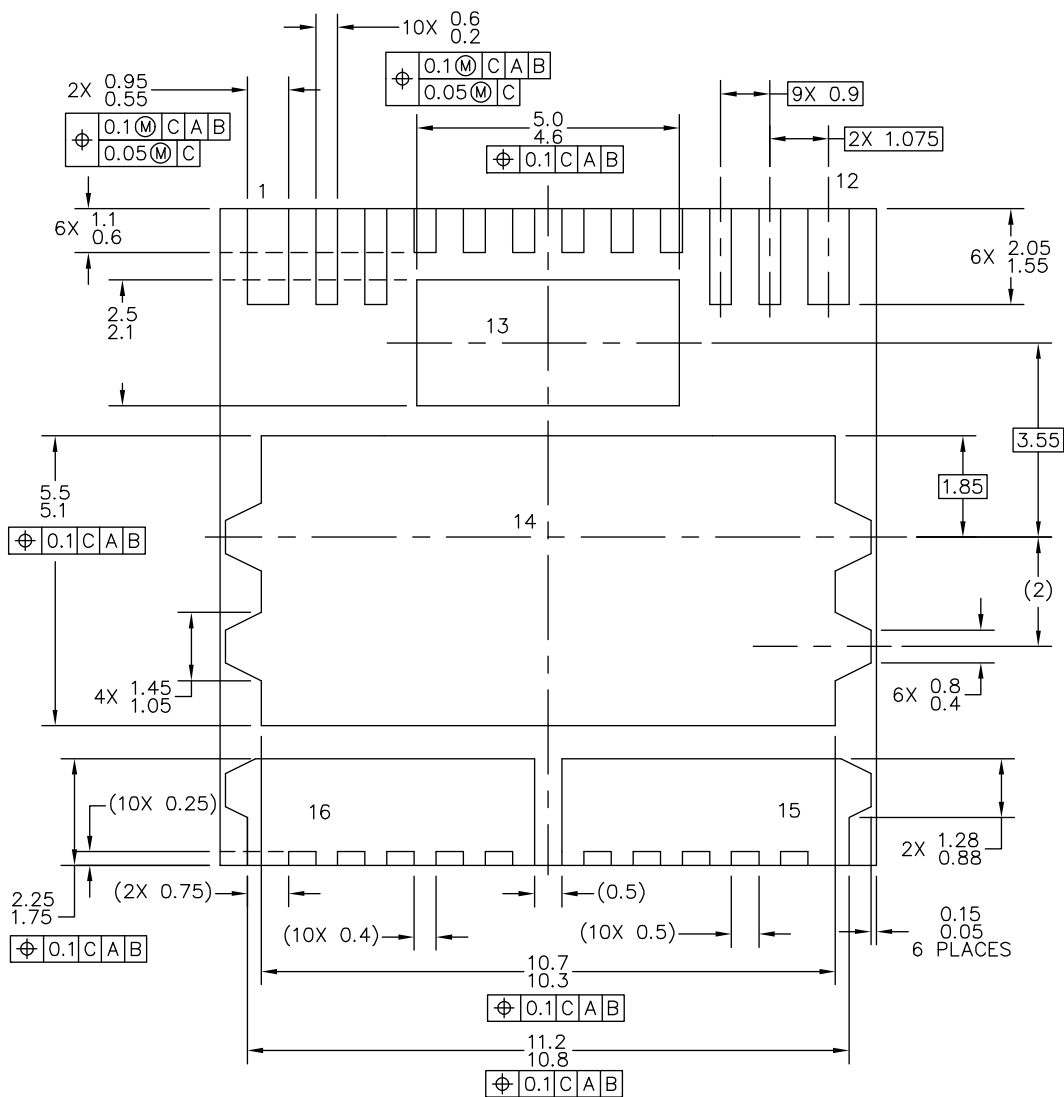 10X 0.6
0.2
⌖ 0.1 Ⓜ C A B
0.05 Ⓜ C
2X 0.95
0.55
⌖ 0.1 Ⓜ C A B
0.05 Ⓜ C
9X 0.9
5.0
4.6
⌖ 0.1 C A B
2X 1.075
1
12
6X 1.1
0.6
6X 2.05
1.55
2.5
2.1
13
3.55
1.85
5.5
5.1
⌖ 0.1 C A B
14
(2)
4X 1.45
1.05
6X 0.8
0.4
(10X 0.25)
16
15
2X 1.28
0.88
2.25
1.75
⌖ 0.1 C A B
(2X 0.75)
(0.5)
(10X 0.4)
(10X 0.5)
0.15
0.05
6 PLACES
10.7
10.3
⌖ 0.1 C A B
11.2
10.8
⌖ 0.1 C A B